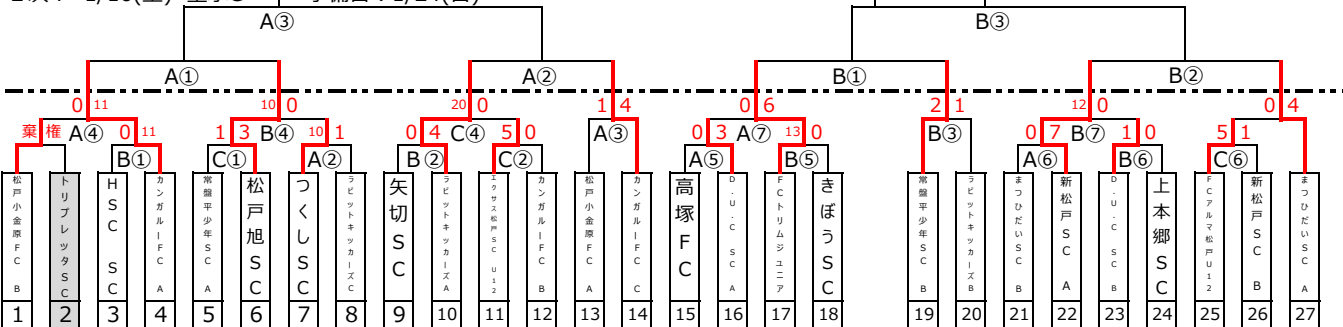 A③ B③
A① A② B① B②
0 11 10 0 20 0 1 4 0 6 2 1 12 0 0 4
棄権 A④ 0 11 1 3 B④ 10 1 0 4 C④ 5 0 A③ 0 3 A⑦ 13 0 B③ 0 7 B⑦ 1 0 5 1
B① C① A② B② C② A⑤ B⑤ A⑥ B⑥ C⑥
松戸小金原FC B
トリプレッタSC
HSC SC
カンガルーFC A
常盤平少年SC A
松戸旭SC
つくしSC
ラビットキッカーズC
矢切SC
ラビットキッカーズA
エクサス松戸SC U12
カンガルーFC B
松戸小金原FC A
カンガルーFC C
高塚FC
D.U.C SC A
FCトリムジュニア
きぼうSC
常盤平少年SC B
ラビットキッカーズB
まつひだいSC B
新松戸SC A
D.U.C SC B
上本郷SC
FCアルマ松戸U12
新松戸SC B
まつひだいSC A
1 2 3 4 5 6 7 8 9 10 11 12 13 14 15 16 17 18 19 20 21 22 23 24 25 26 27